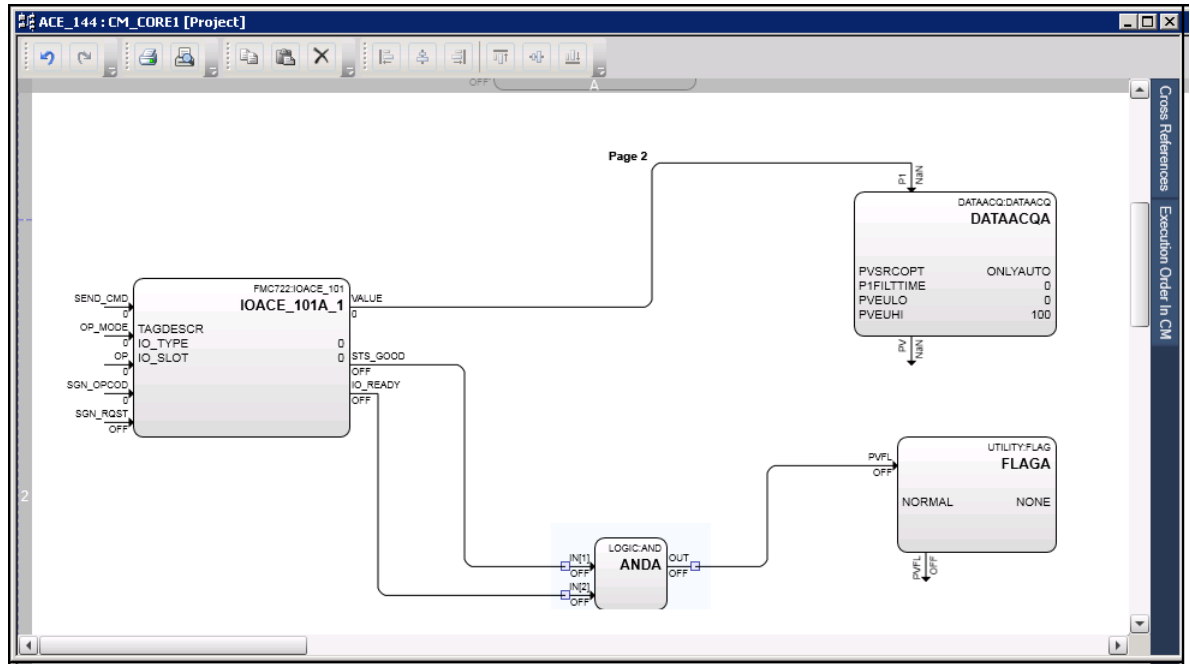 ACE_144 : CM_CORE1 [Project]
OFF
A
Cross References
Execution Order In CM
Page 2
P1
NaN
DATAACQ:DATAACQ
DATAACQA
PVSRCOPT ONLYAUTO
P1FILTTIME 0
PVEULO 0
PVEUHI 100
PV
NaN
FMC722:IOACE_101
IOACE_101A_1
SEND_CMD
0
OP_MODE
0
OP
0
SGN_OPCOD
0
SGN_RQST
OFF
TAGDESCR
IO_TYPE 0
IO_SLOT 0
VALUE
0
STS_GOOD
OFF
IO_READY
OFF
2
LOGIC:AND
ANDA
IN[1]
OFF
IN[2]
OFF
OUT
OFF
UTILITY:FLAG
FLAGA
PVFL
OFF
NORMAL NONE
PVFL
OFF